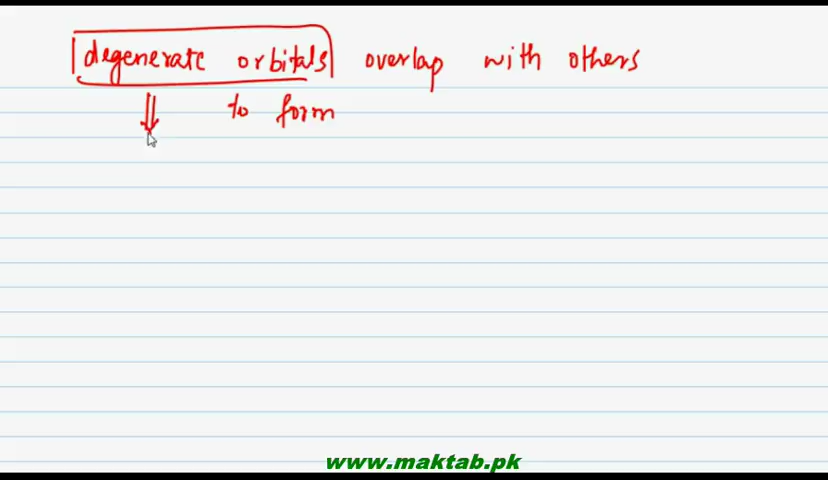 degenerate orbitals overlap with others
to form
www.maktab.pk